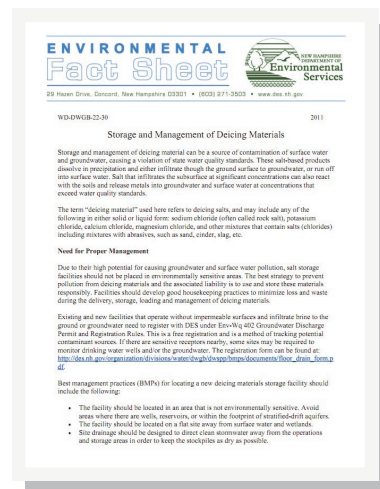 ENVIRONMENTAL
Fact Sheet
NEW HAMPSHIRE
DEPARTMENT OF
Environmental
Services
29 Hazen Drive, Concord, New Hampshire 03301 • (603) 271-3503 • www.des.nh.gov
WD-DWGB-22-30 2011
Storage and Management of Deicing Materials
Storage and management of deicing material can be a source of contamination of surface water
and groundwater, causing a violation of state water quality standards. These salt-based products
dissolve in precipitation and either infiltrate though the ground surface to groundwater, or run off
into surface water. Salt that infiltrates the subsurface at significant concentrations can also react
with the soils and release metals into groundwater and surface water at concentrations that
exceed water quality standards.
The term “deicing material” used here refers to deicing salts, and may include any of the
following in either solid or liquid form: sodium chloride (often called rock salt), potassium
chloride, calcium chloride, magnesium chloride, and other mixtures that contain salts (chlorides)
including mixtures with abrasives, such as sand, cinder, slag, etc.
Need for Proper Management
Due to their high potential for causing groundwater and surface water pollution, salt storage
facilities should not be placed in environmentally sensitive areas. The best strategy to prevent
pollution from deicing materials and the associated liability is to use and store these materials
responsibly. Facilities should develop good housekeeping practices to minimize loss and waste
during the delivery, storage, loading and management of deicing materials.
Existing and new facilities that operate without impermeable surfaces and infiltrate brine to the
ground or groundwater need to register with DES under Env-Wq 402 Groundwater Discharge
Permit and Registration Rules. This is a free registration and is a method of tracking potential
contaminant sources. If there are sensitive receptors nearby, some sites may be required to
monitor drinking water wells and/or the groundwater. The registration form can be found at:
http://des.nh.gov/organization/divisions/water/dwgb/dwspp/bmps/documents/floor_drain_form.p
df.
Best management practices (BMPs) for locating a new deicing materials storage facility should
include the following:
• The facility should be located in an area that is not environmentally sensitive. Avoid
areas where there are wells, reservoirs, or within the footprint of stratified-drift aquifers.
• The facility should be located on a flat site away from surface water and wetlands.
• Site drainage should be designed to direct clean stormwater away from the operations
and storage areas in order to keep the stockpiles as dry as possible.